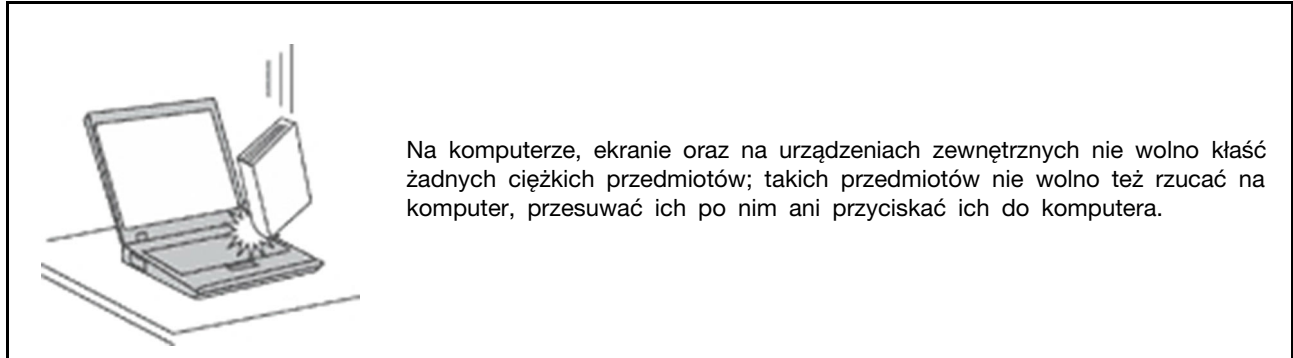 Na komputerze, ekranie oraz na urządzeniach zewnętrznych nie wolno kłaść
żadnych ciężkich przedmiotów; takich przedmiotów nie wolno też rzucać na
komputer, przesuwać ich po nim ani przyciskać ich do komputera.